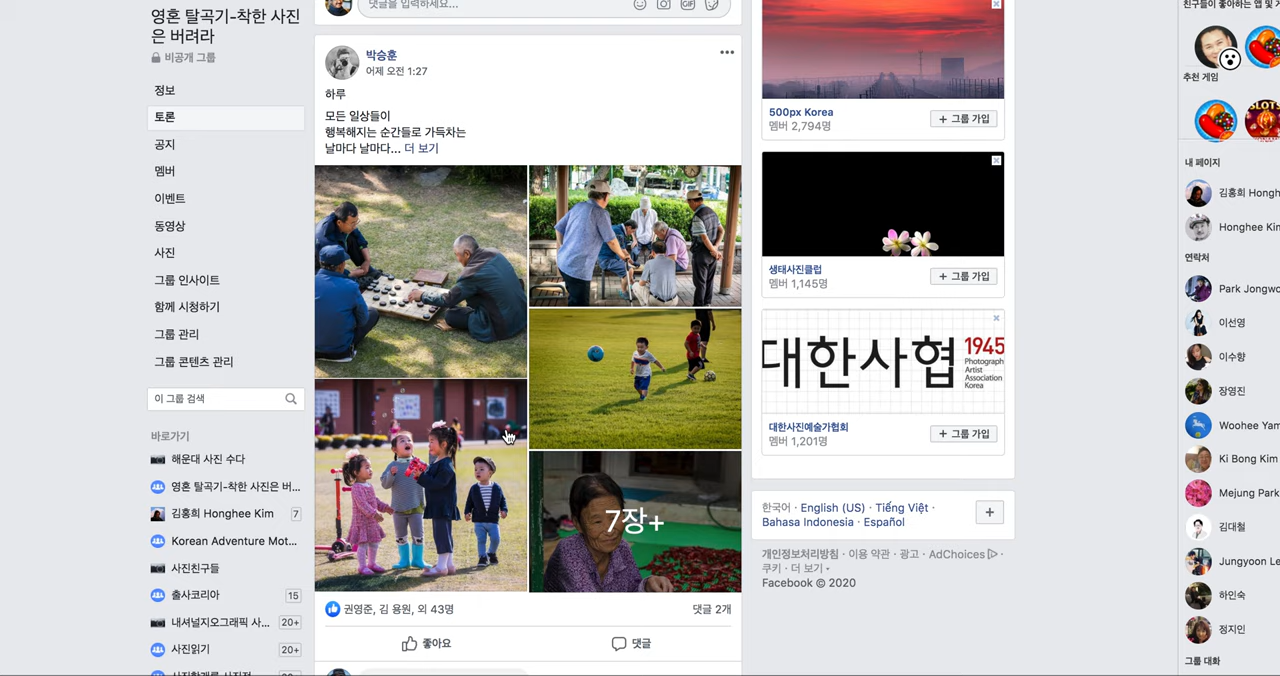 영혼 탈곡기-착한 사진
은 버려라
비공개 그룹
정보
토론
공지
멤버
이벤트
동영상
사진
그룹 인사이트
함께 시청하기
그룹 관리
그룹 콘텐츠 관리
이 그룹 검색
바로가기
해운대 사진 수다
영혼 탈곡기-착한 사진은 버...
김홍희 Honghee Kim 7
Korean Adventure Mot...
사진친구들
출사코리아 15
내셔널지오그래픽 사... 20+
사진읽기 20+
댓글을 입력하세요...
GIF
박승훈
어제 오전 1:27
하루
모든 일상들이
행복해지는 순간들로 가득차는
날마다 날마다... 더 보기
7장+
권영준, 김 용원, 외 43명
댓글 2개
좋아요
댓글
500px Korea
멤버 2,794명
+ 그룹 가입
생태사진클럽
멤버 1,145명
+ 그룹 가입
대한사협
1945
Photograph
Artist
Association
Korea
대한사진예술가협회
멤버 1,201명
+ 그룹 가입
한국어 · English (US) · Tiếng Việt ·
Bahasa Indonesia · Español
+
개인정보처리방침 · 이용 약관 · 광고 · AdChoices ·
쿠키 · 더 보기
Facebook © 2020
친구들이 좋아하는 앱 및 
추천 게임
SLOTS
내 페이지
김홍희 Hongh
Honghee Kim
연락처
Park Jongwo
이선영
이수향
장영진
Woohee Yam
Ki Bong Kim
Mejung Park
김대철
Jungyoon Le
하인숙
정지인
그룹 대화